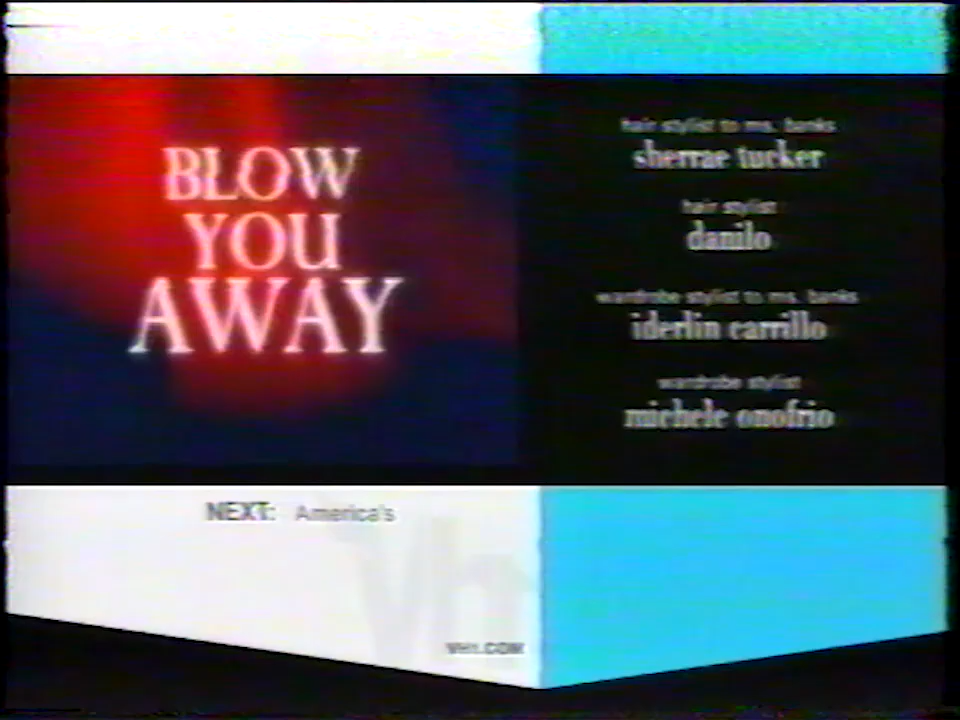 BLOW
YOU
AWAY
hair stylist to ms. banks
sherrae tucker
hair stylist
danilo
wardrobe stylist to ms. banks
iderlin carrillo
wardrobe stylist
michele onofrio
NEXT: America's
Vh
VH1.COM